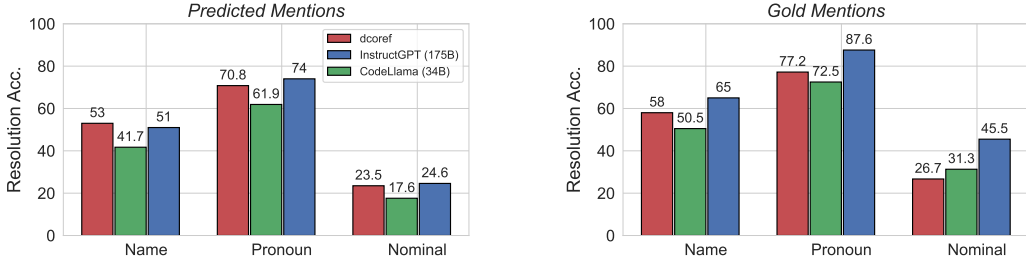 Predicted Mentions
Resolution Acc.
100
80
60
40
20
0
dcoref
InstructGPT (175B)
CodeLlama (34B)
53
41.7
51
70.8
61.9
74
23.5
17.6
24.6
Name
Pronoun
Nominal
Gold Mentions
Resolution Acc.
100
80
60
40
20
0
58
50.5
65
77.2
72.5
87.6
26.7
31.3
45.5
Name
Pronoun
Nominal